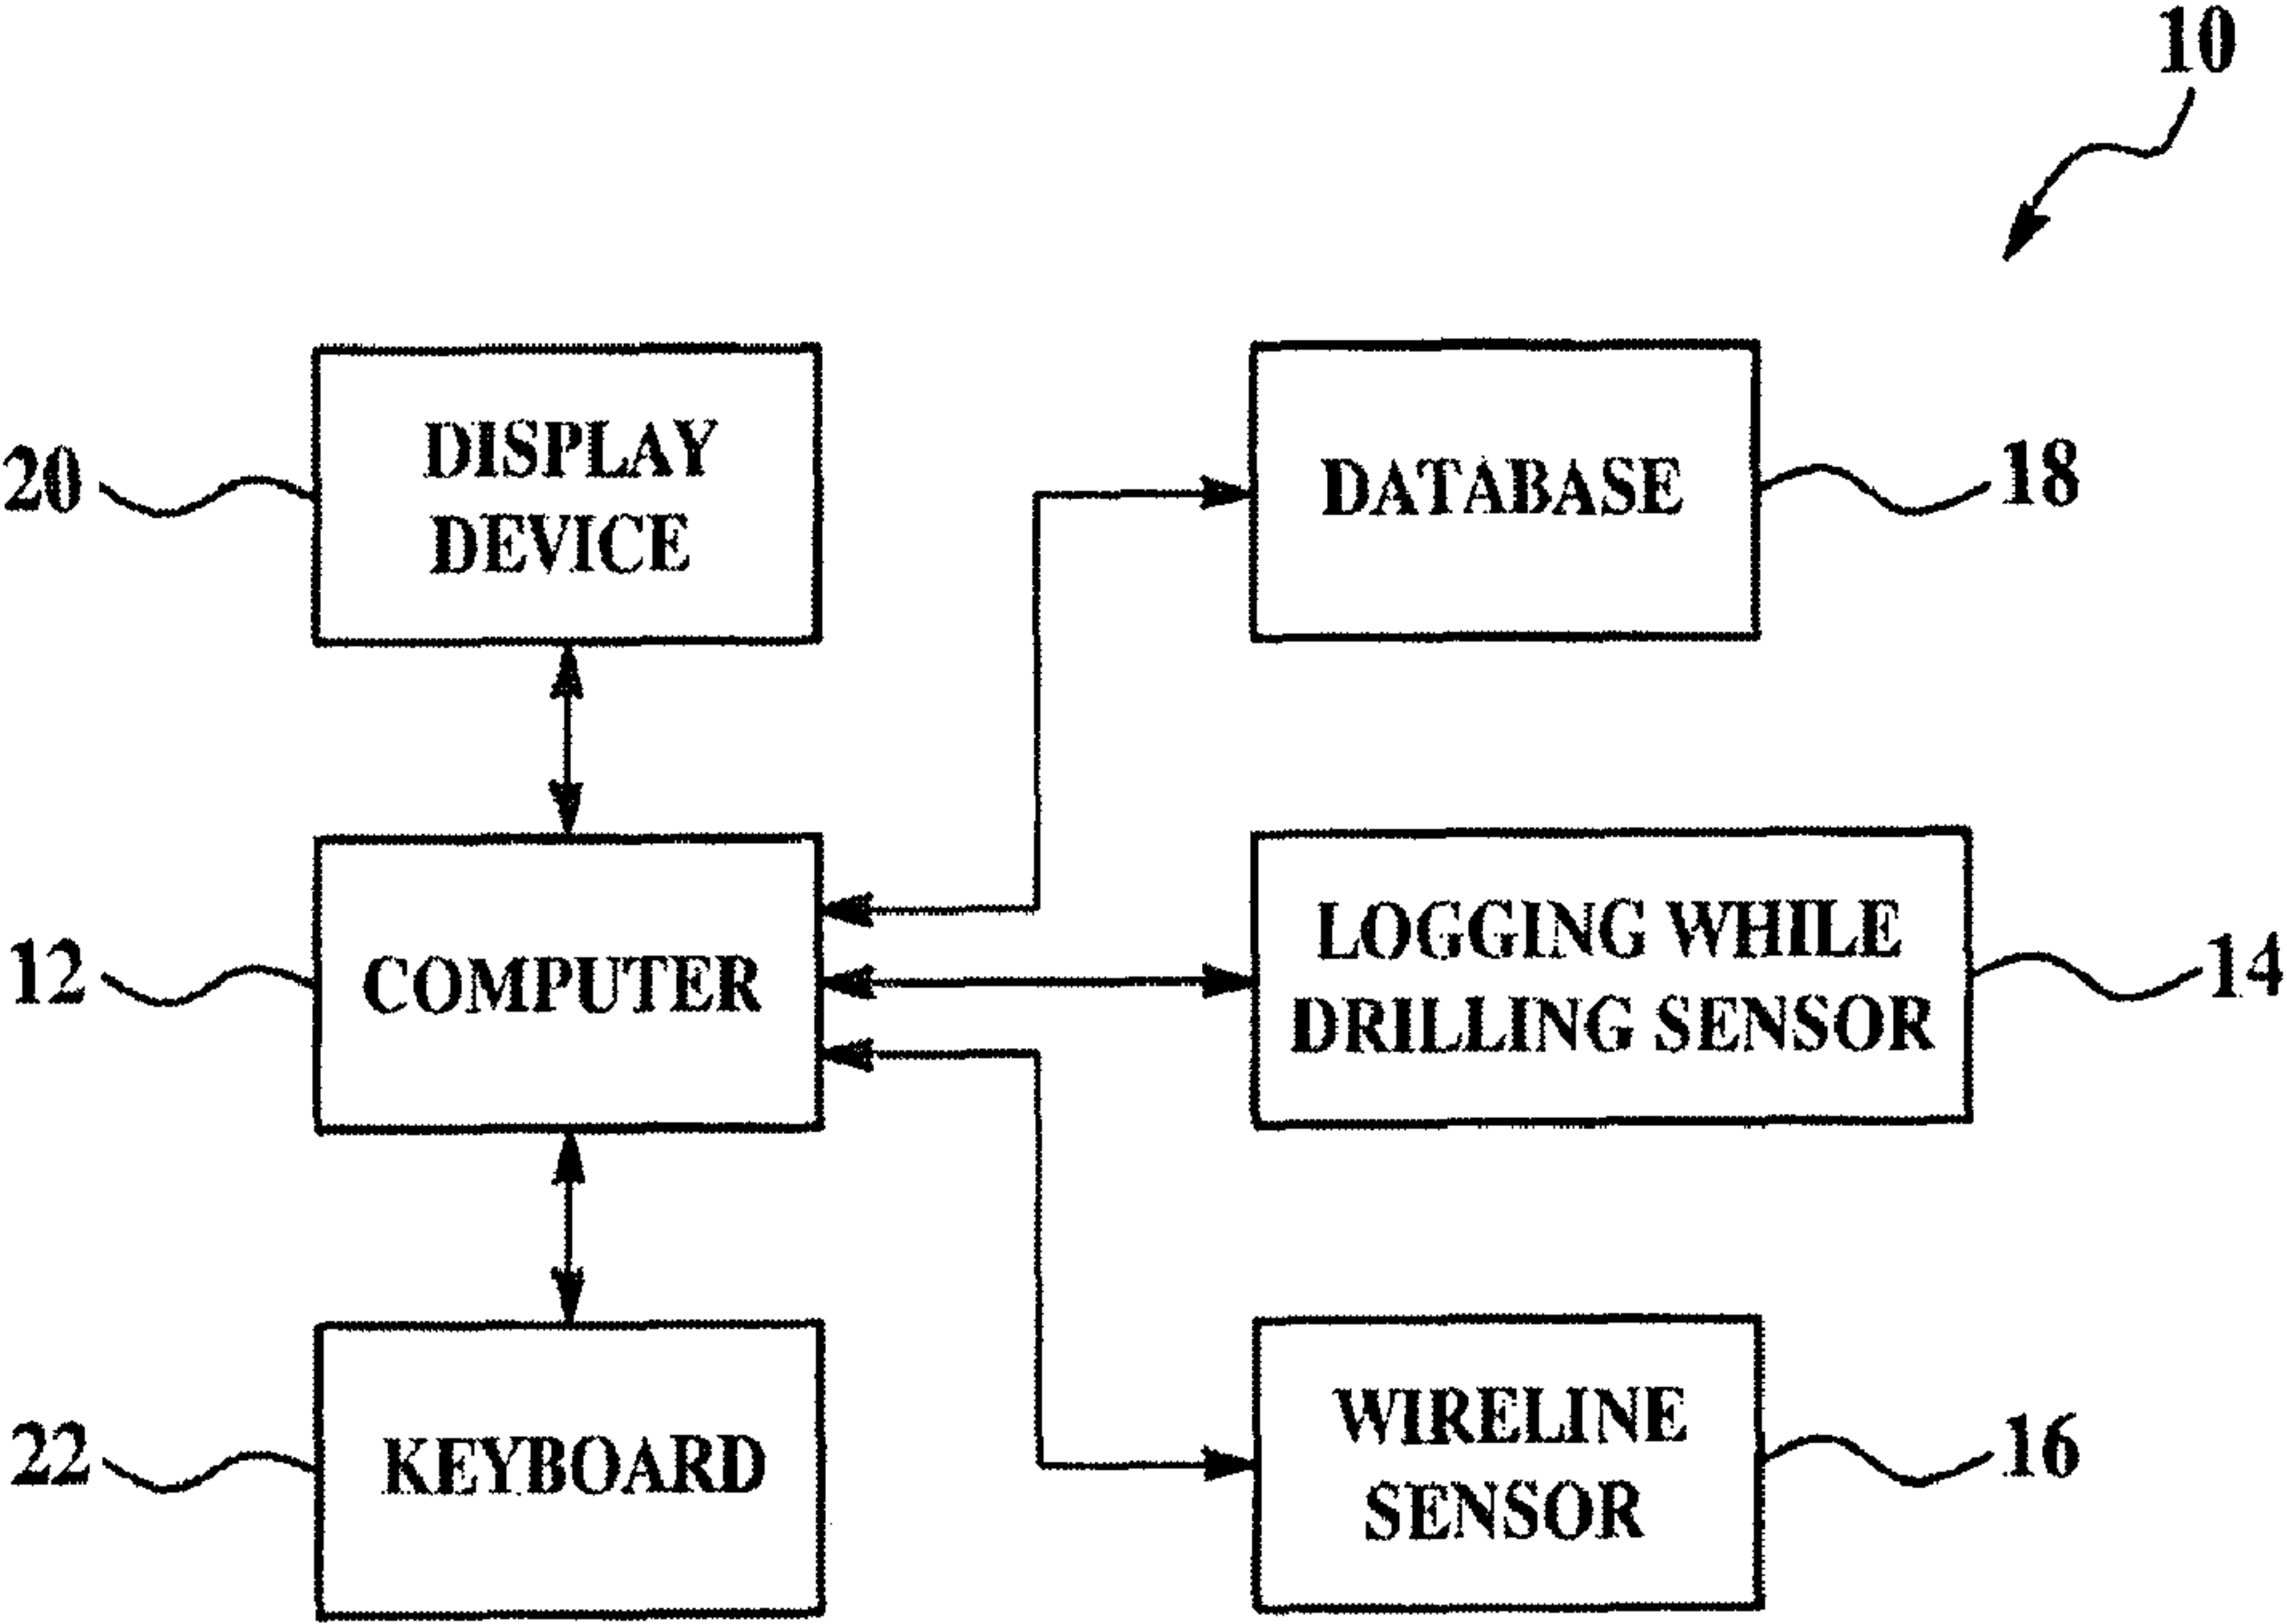 10
20
DISPLAY
DEVICE
DATABASE
18
12
COMPUTER
LOGGING WHILE
DRILLING SENSOR
14
22
KEYBOARD
WIRELINE
SENSOR
16